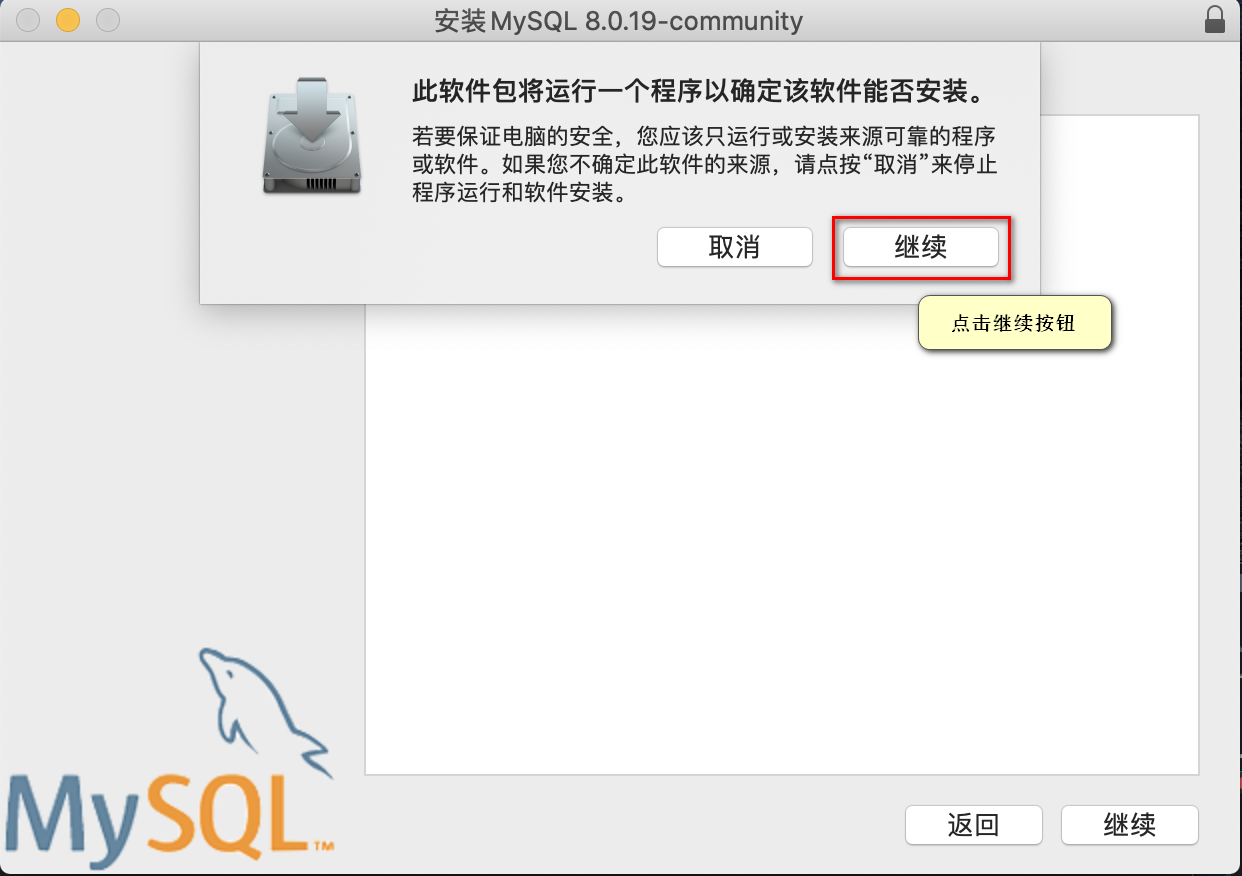 安装MySQL 8.0.19-community
此软件包将运行一个程序以确定该软件能否安装。
若要保证电脑的安全，您应该只运行或安装来源可靠的程序
或软件。如果您不确定此软件的来源，请点按“取消”来停止
程序运行和软件安装。
取消
继续
点击继续按钮
MySQL™
返回
继续